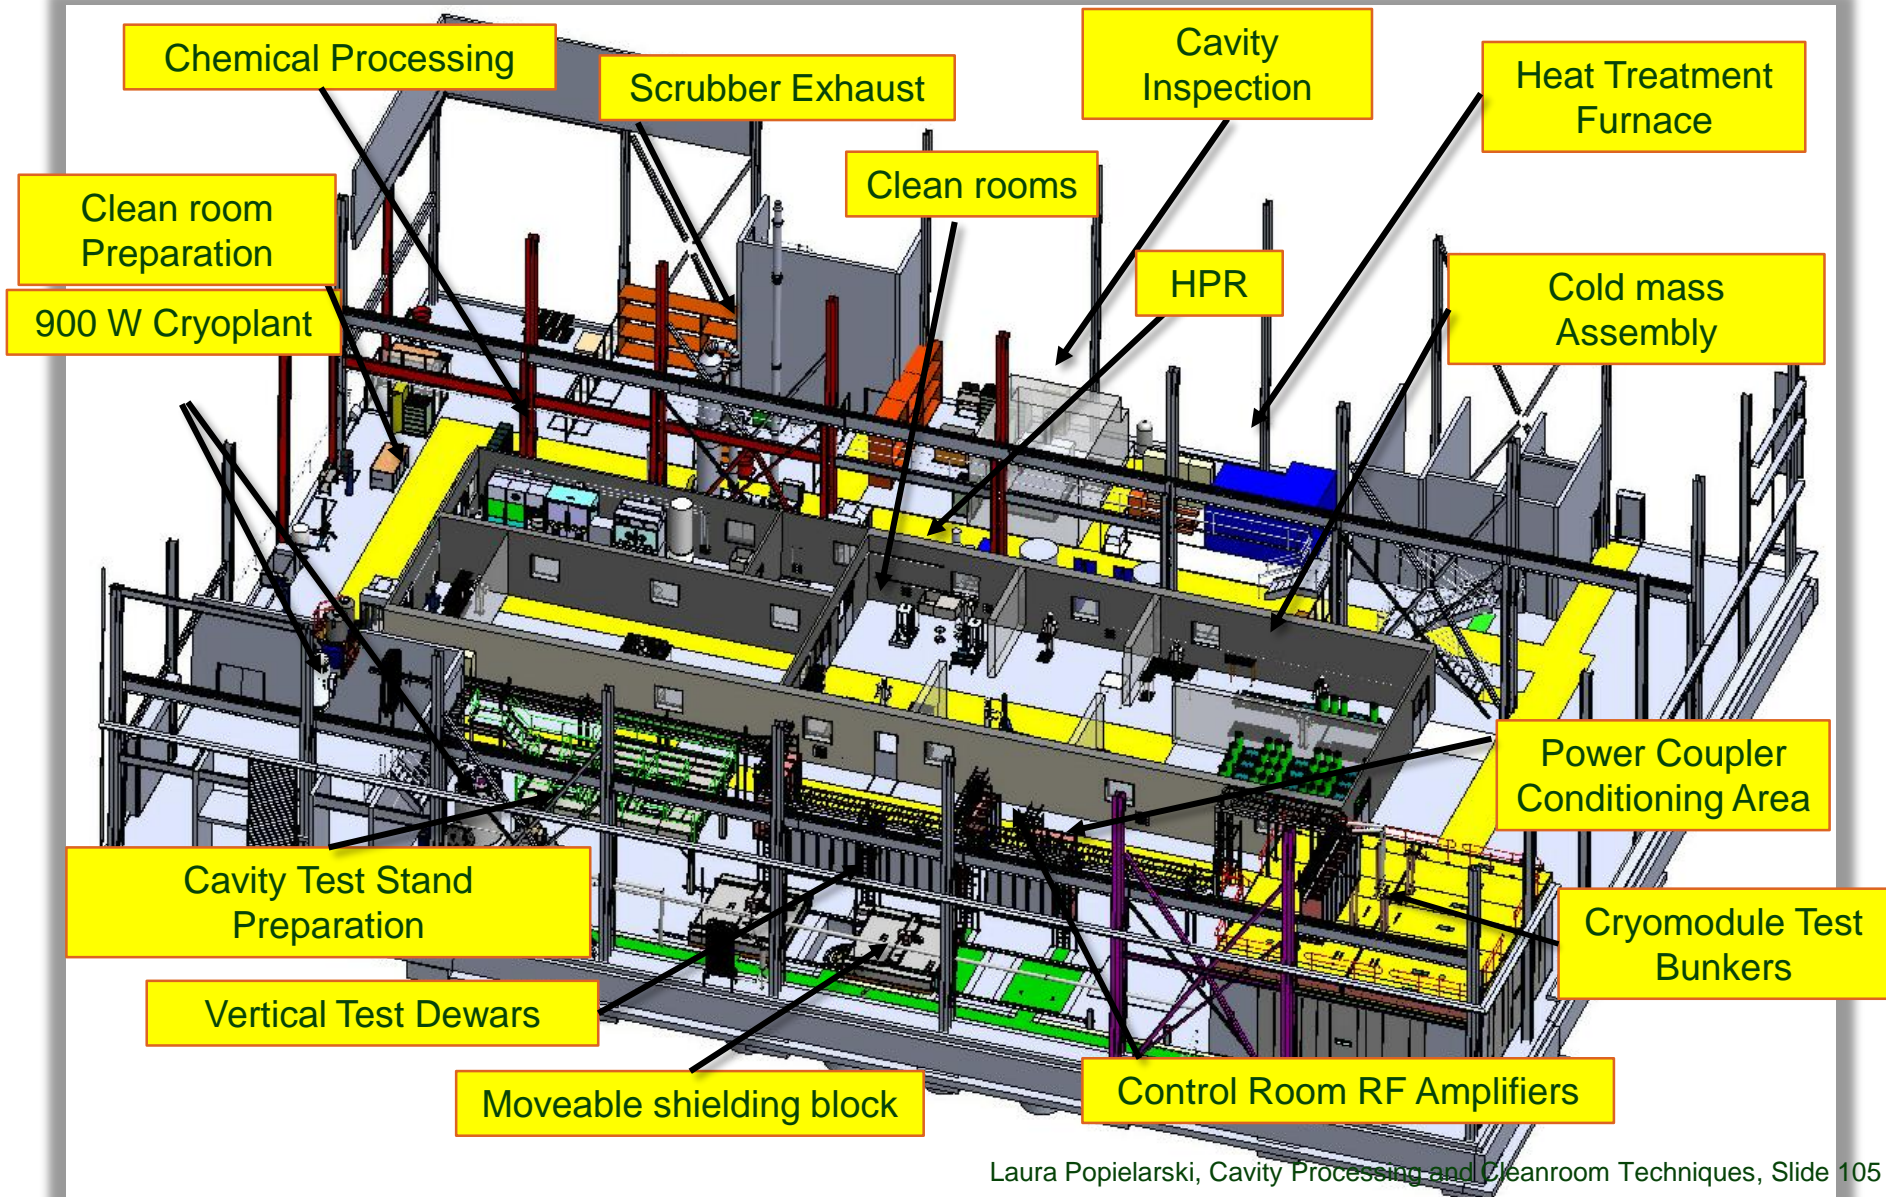 Chemical Processing
Scrubber Exhaust
Cavity
Inspection
Heat Treatment
Furnace
Clean room
Preparation
Clean rooms
HPR
Cold mass
Assembly
900 W Cryoplant
Power Coupler
Conditioning Area
Cavity Test Stand
Preparation
Cryomodule Test
Bunkers
Vertical Test Dewars
Moveable shielding block
Control Room RF Amplifiers
Laura Popielarski, Cavity Processing and Cleanroom Techniques, Slide 105